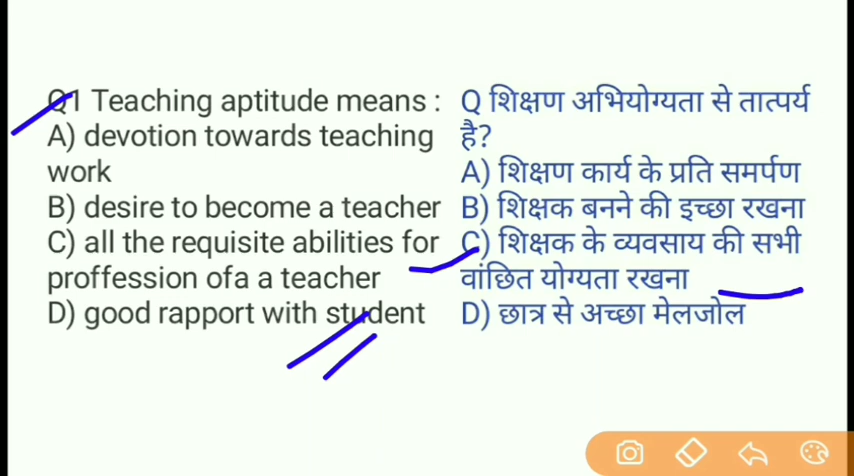 Q1 Teaching aptitude means :
A) devotion towards teaching
work
B) desire to become a teacher
C) all the requisite abilities for
proffession ofa a teacher
D) good rapport with student
Q शिक्षण अभियोग्यता से तात्पर्य
है?
A) शिक्षण कार्य के प्रति समर्पण
B) शिक्षक बनने की इच्छा रखना
C) शिक्षक के व्यवसाय की सभी
वांछित योग्यता रखना
D) छात्र से अच्छा मेलजोल